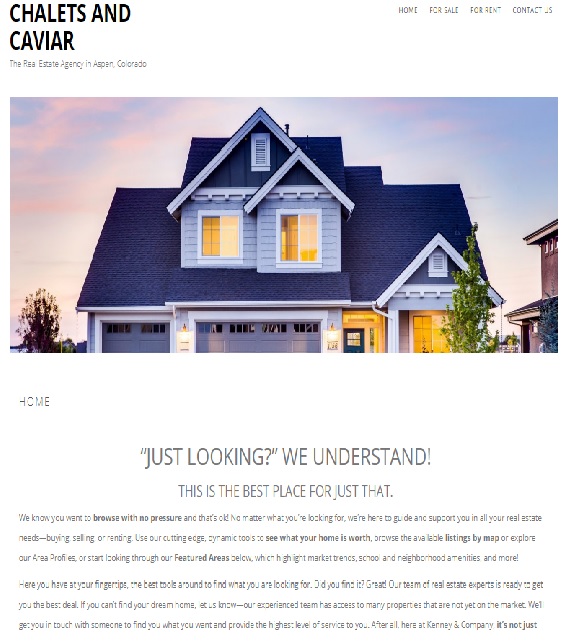 CHALETS AND
CAVIAR
The Real Estate Agency in Aspen, Colorado
HOME FOR SALE FOR RENT CONTACT US
HOME
“JUST LOOKING?” WE UNDERSTAND!
THIS IS THE BEST PLACE FOR JUST THAT.
We know you want to browse with no pressure and that's ok! No matter what you're looking for, we're here to guide and support you in all your real estate
needs—buying, selling, or renting. Use our cutting edge, dynamic tools to see what your home is worth, browse the available listings by map or explore
our Area Profiles, or start looking through our Featured Areas below, which highlight market trends, school and neighborhood amenities, and more!
Here you have at your fingertips, the best tools around to find what you are looking for. Did you find it? Great! Our team of real estate experts is ready to get
you the best deal. If you can't find your dream home, let us know—our experienced team has access to many properties that are not yet on the market. We'll
get you in touch with someone to find you what you want and provide the highest level of service to you. After all, here at Kenney & Company, it's not just